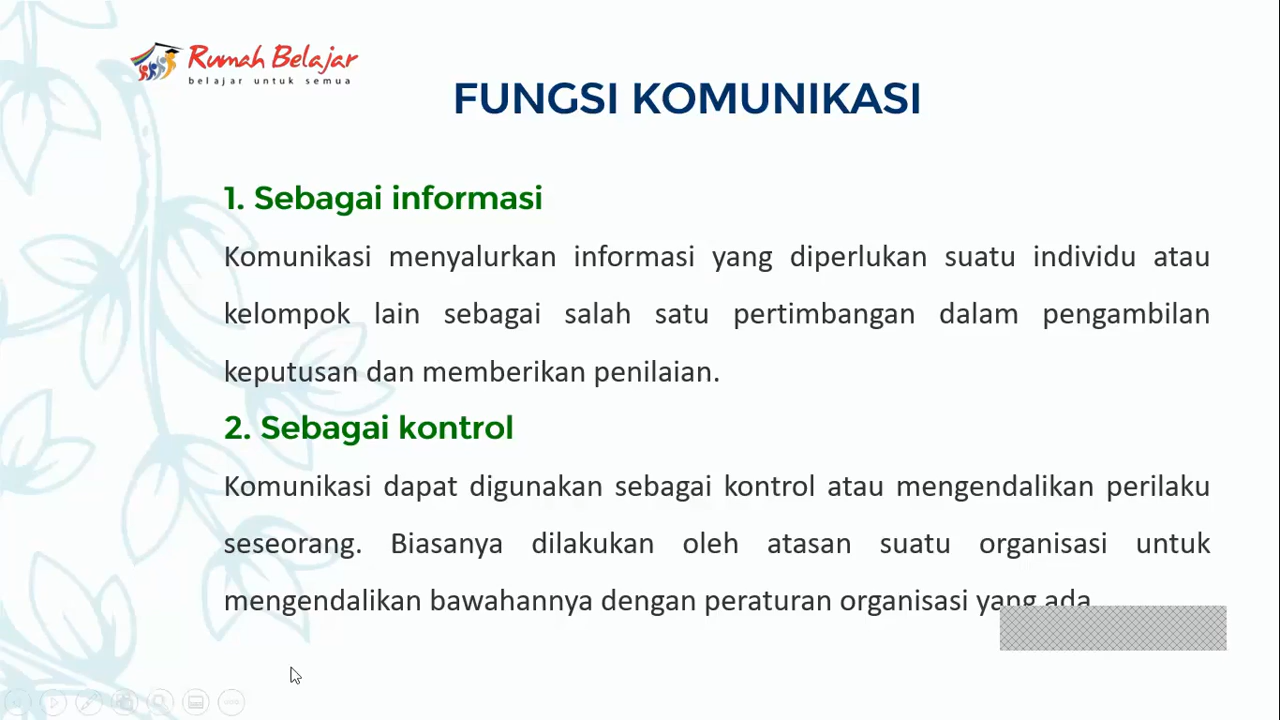 Rumah Belajar
belajar untuk semua
FUNGSI KOMUNIKASI
1. Sebagai informasi
Komunikasi menyalurkan informasi yang diperlukan suatu individu atau
kelompok lain sebagai salah satu pertimbangan dalam pengambilan
keputusan dan memberikan penilaian.
2. Sebagai kontrol
Komunikasi dapat digunakan sebagai kontrol atau mengendalikan perilaku
seseorang. Biasanya dilakukan oleh atasan suatu organisasi untuk
mengendalikan bawahannya dengan peraturan organisasi yang ada.